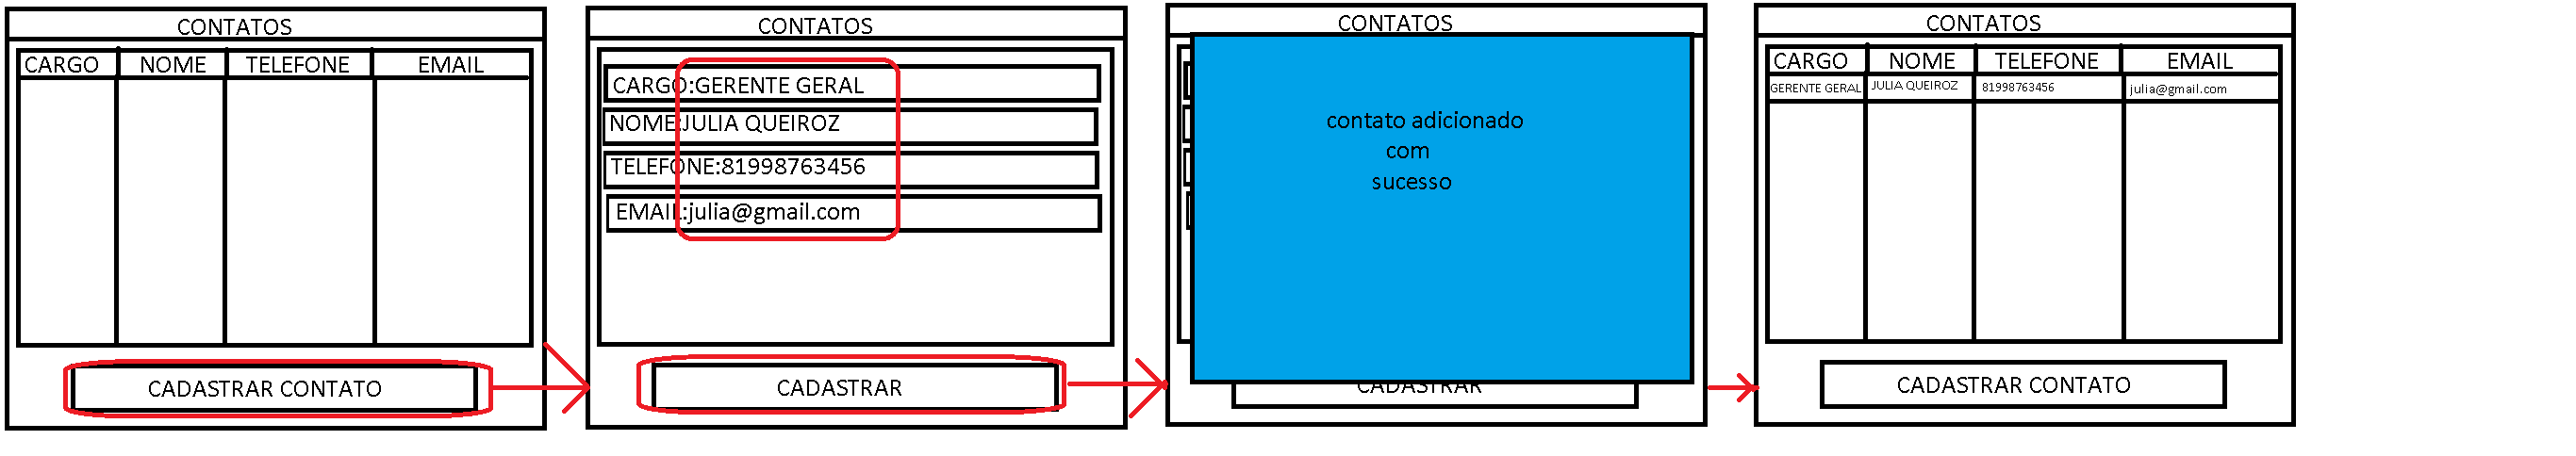 CONTATOS
CARGO NOME TELEFONE EMAIL
CADASTRAR CONTATO
CONTATOS
CARGO:GERENTE GERAL
NOME:JULIA QUEIROZ
TELEFONE:81998763456
EMAIL:julia@gmail.com
CADASTRAR
CONTATOS
contato adicionado
com
sucesso
CADASTRAR
CONTATOS
CARGO NOME TELEFONE EMAIL
GERENTE GERAL JULIA QUEIROZ 81998763456 julia@gmail.com
CADASTRAR CONTATO